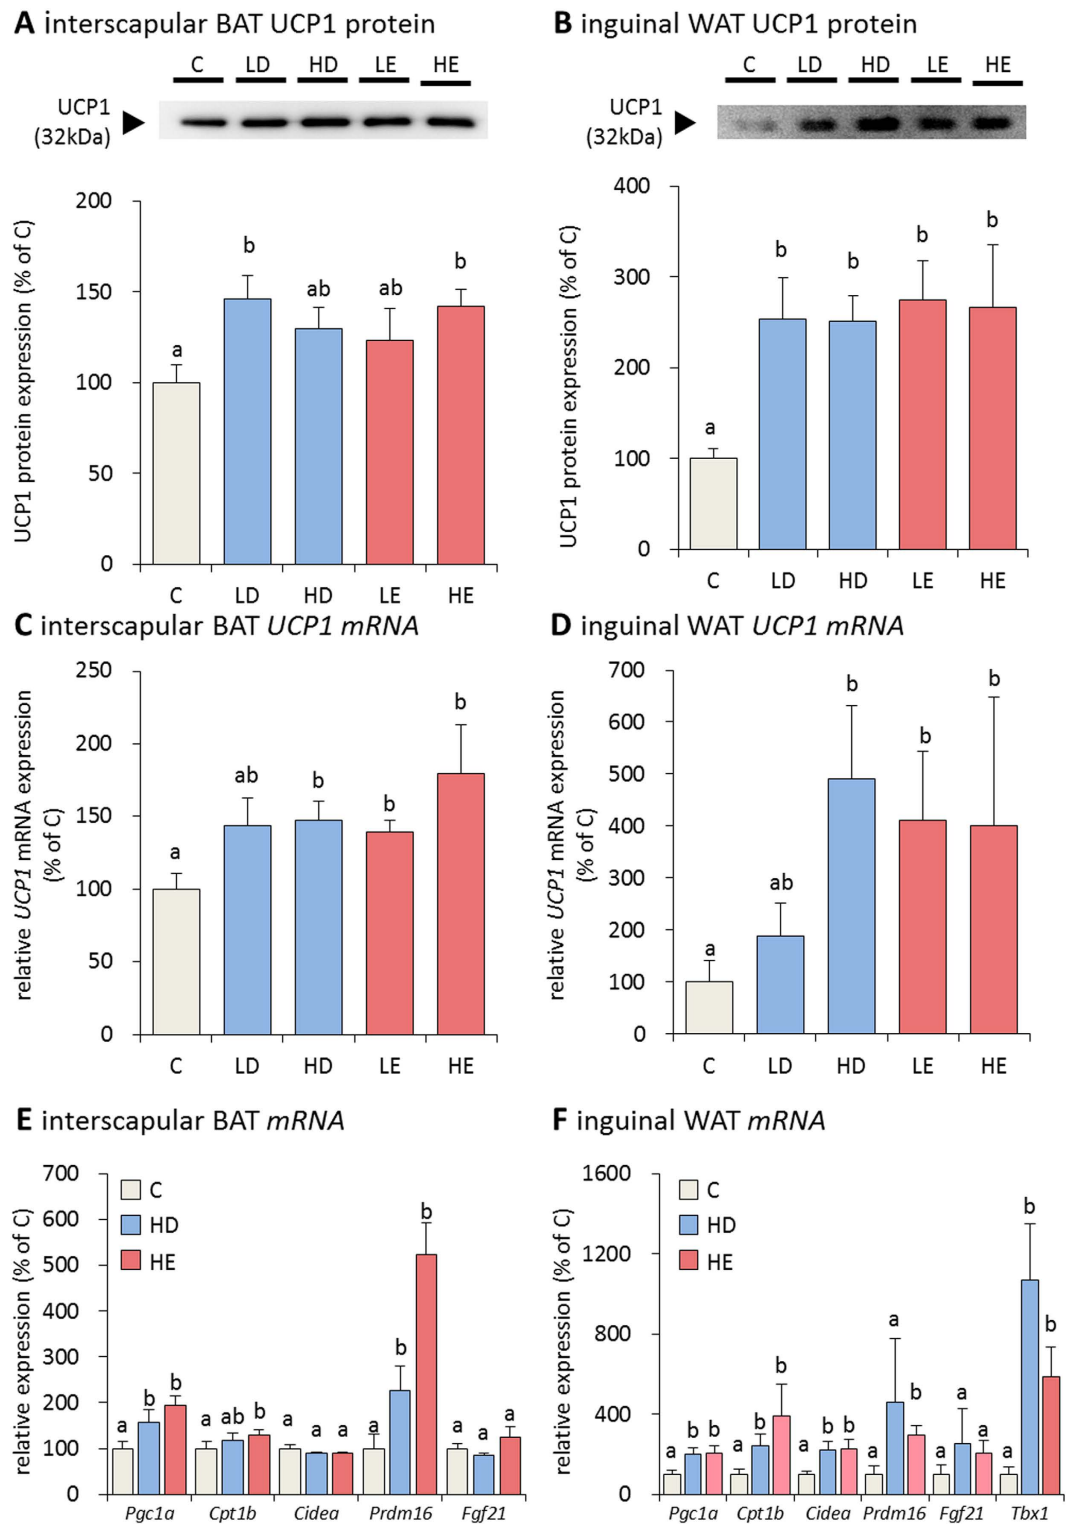 A interscapular BAT UCP1 protein
C LD HD LE HE
UCP1
(32kDa)
UCP1 protein expression (% of C)
200
150
100
50
0
a b ab ab b
C LD HD LE HE
B inguinal WAT UCP1 protein
C LD HD LE HE
UCP1
(32kDa)
UCP1 protein expression (% of C)
400
300
200
100
0
a b b b b
C LD HD LE HE
C interscapular BAT UCP1 mRNA
relative UCP1 mRNA expression
(% of C)
250
200
150
100
50
0
a ab b b b
C LD HD LE HE
D inguinal WAT UCP1 mRNA
relative UCP1 mRNA expression
(% of C)
700
600
500
400
300
200
100
0
a ab b b b
C LD HD LE HE
E interscapular BAT mRNA
relative expression (% of C)
700
600
500
400
300
200
100
0
C
HD
HE
a b b a ab b a a a a b b a a a
Pgc1a Cpt1b Cidea Prdm16 Fgf21
F inguinal WAT mRNA
relative expression (% of C)
1600
1200
800
400
0
C
HD
HE
a b b a b b a b b a a b a a a a b b
Pgc1a Cpt1b Cidea Prdm16 Fgf21 Tbx1